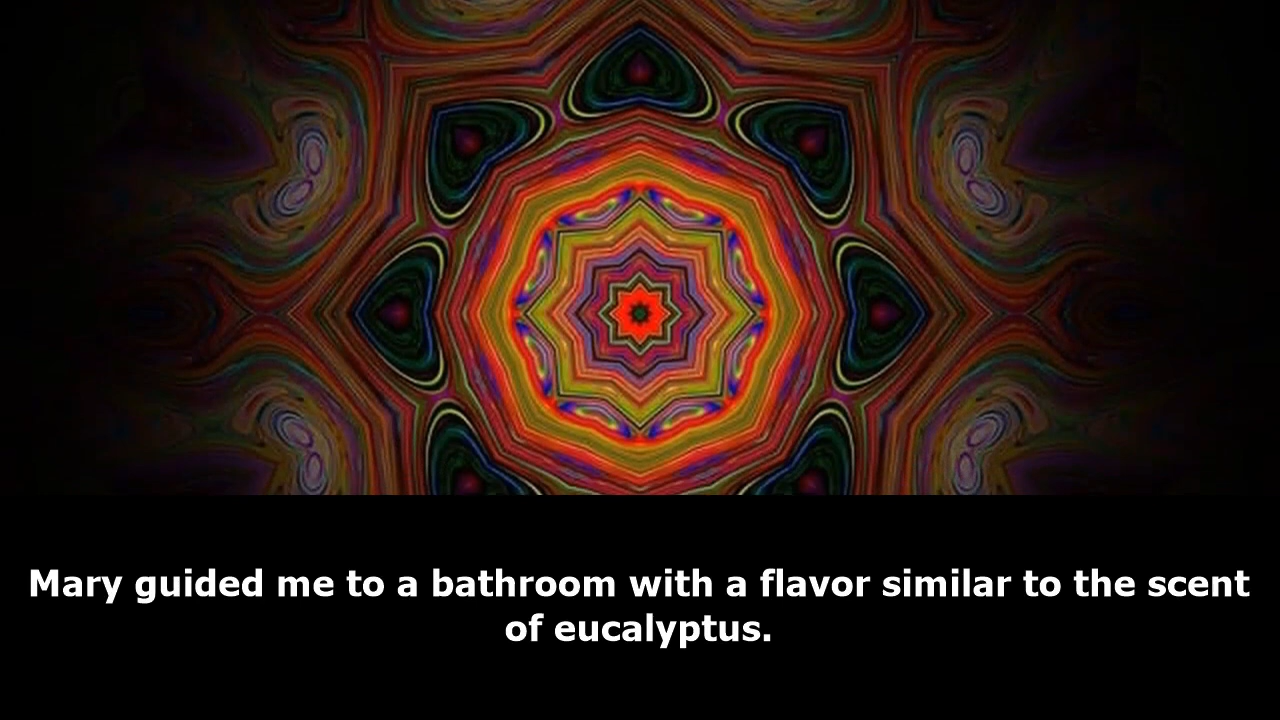 Mary guided me to a bathroom with a flavor similar to the scent
of eucalyptus.